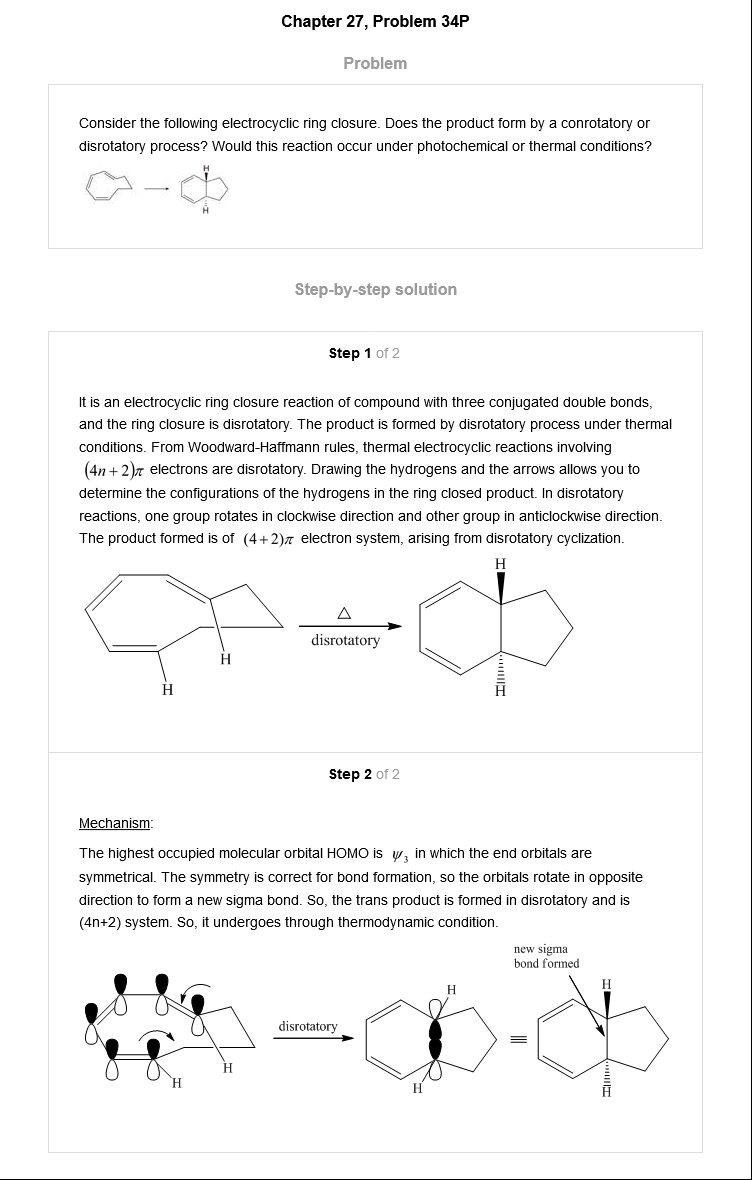 Chapter 27, Problem 34P
Problem
Consider the following electrocyclic ring closure. Does the product form by a conrotatory or
disrotatory process? Would this reaction occur under photochemical or thermal conditions?
H
H
Step-by-step solution
Step 1 of 2
It is an electrocyclic ring closure reaction of compound with three conjugated double bonds,
and the ring closure is disrotatory. The product is formed by disrotatory process under thermal
conditions. From Woodward-Haffmann rules, thermal electrocyclic reactions involving
(4n+2)π electrons are disrotatory. Drawing the hydrogens and the arrows allows you to
determine the configurations of the hydrogens in the ring closed product. In disrotatory
reactions, one group rotates in clockwise direction and other group in anticlockwise direction.
The product formed is of (4+2)π electron system, arising from disrotatory cyclization.
H
Δ
disrotatory
H
H
H
Step 2 of 2
Mechanism:
The highest occupied molecular orbital HOMO is ψ₃ in which the end orbitals are
symmetrical. The symmetry is correct for bond formation, so the orbitals rotate in opposite
direction to form a new sigma bond. So, the trans product is formed in disrotatory and is
(4n+2) system. So, it undergoes through thermodynamic condition.
new sigma
bond formed
H
H
disrotatory
≡
H
H
H
H